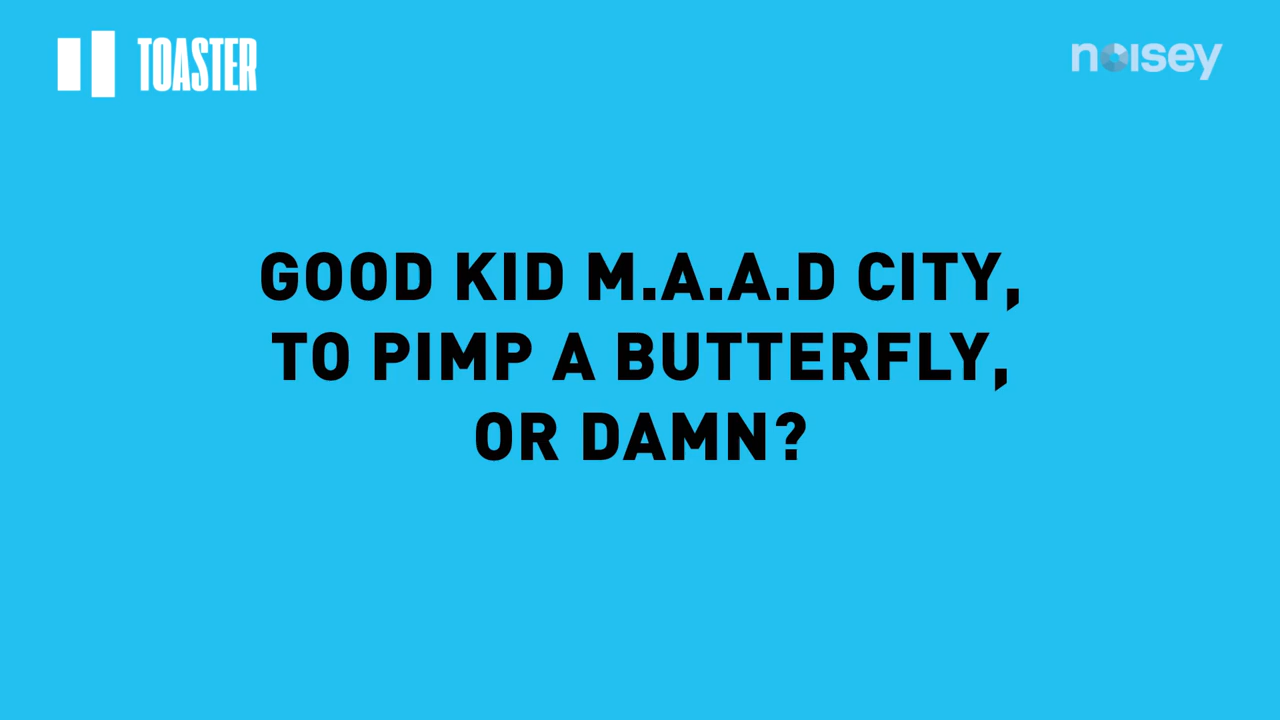 TOASTER
noisey
GOOD KID M.A.A.D CITY,
TO PIMP A BUTTERFLY,
OR DAMN?